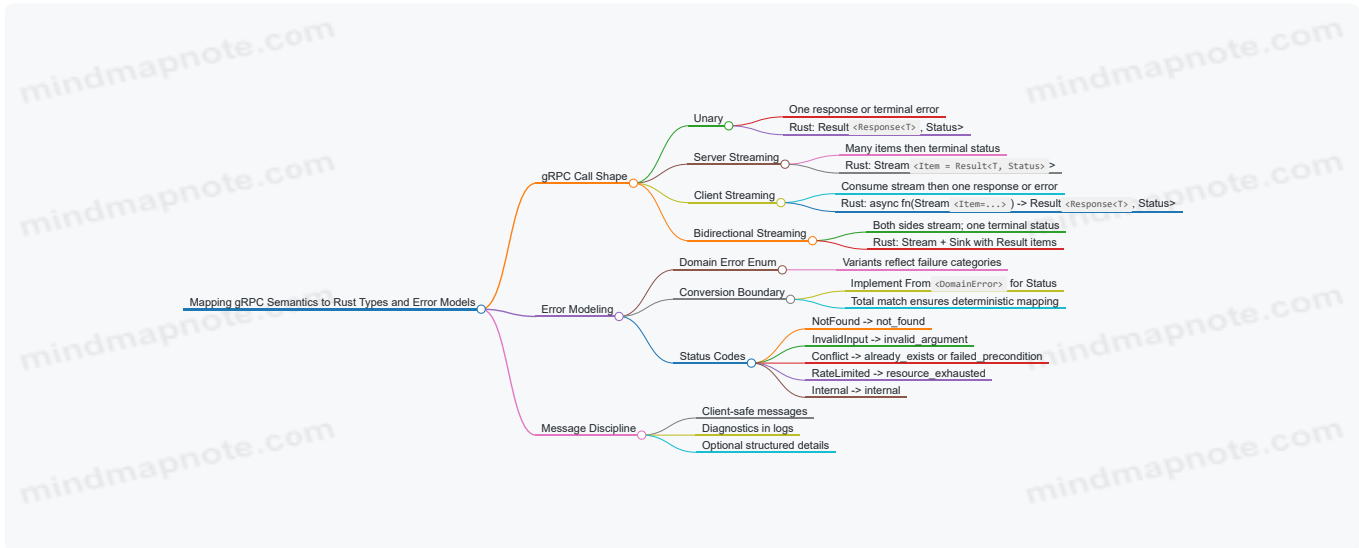 mindmapnote.com
mindmapnote.com
Mapping gRPC Semantics to Rust Types and Error Models
gRPC Call Shape
Unary
One response or terminal error
Rust: Result <Response<T> , Status>
Server Streaming
Many items then terminal status
Rust: Stream <Item = Result<T, Status> >
Client Streaming
Consume stream then one response or error
Rust: async fn(Stream <Item=...> ) -> Result <Response<T> , Status>
Bidirectional Streaming
Both sides stream; one terminal status
Rust: Stream + Sink with Result items
Error Modeling
Domain Error Enum
Variants reflect failure categories
Conversion Boundary
Implement From <DomainError> for Status
Total match ensures deterministic mapping
Status Codes
NotFound -> not_found
InvalidInput -> invalid_argument
Conflict -> already_exists or failed_precondition
RateLimited -> resource_exhausted
Internal -> internal
Message Discipline
Client-safe messages
Diagnostics in logs
Optional structured details
mindmapnote.com
mindmapnote.com
mindmapnote.com
mindmapnote.com
mindmapnote.com
mindmapnote.com